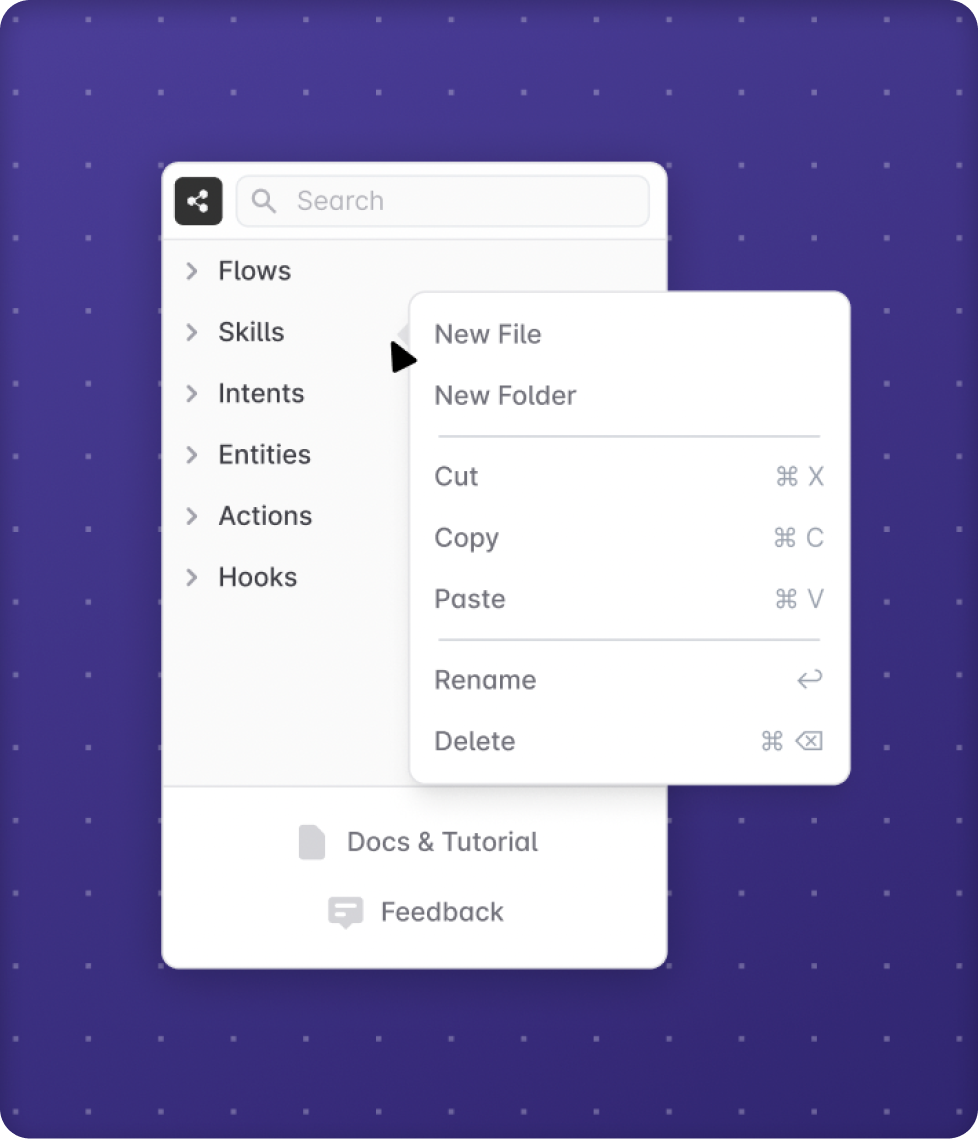 Search
Flows
Skills
Intents
Entities
Actions
Hooks
New File
New Folder
Cut ⌘ X
Copy ⌘ C
Paste ⌘ V
Rename ↩
Delete ⌘ ⌫
Docs & Tutorial
Feedback